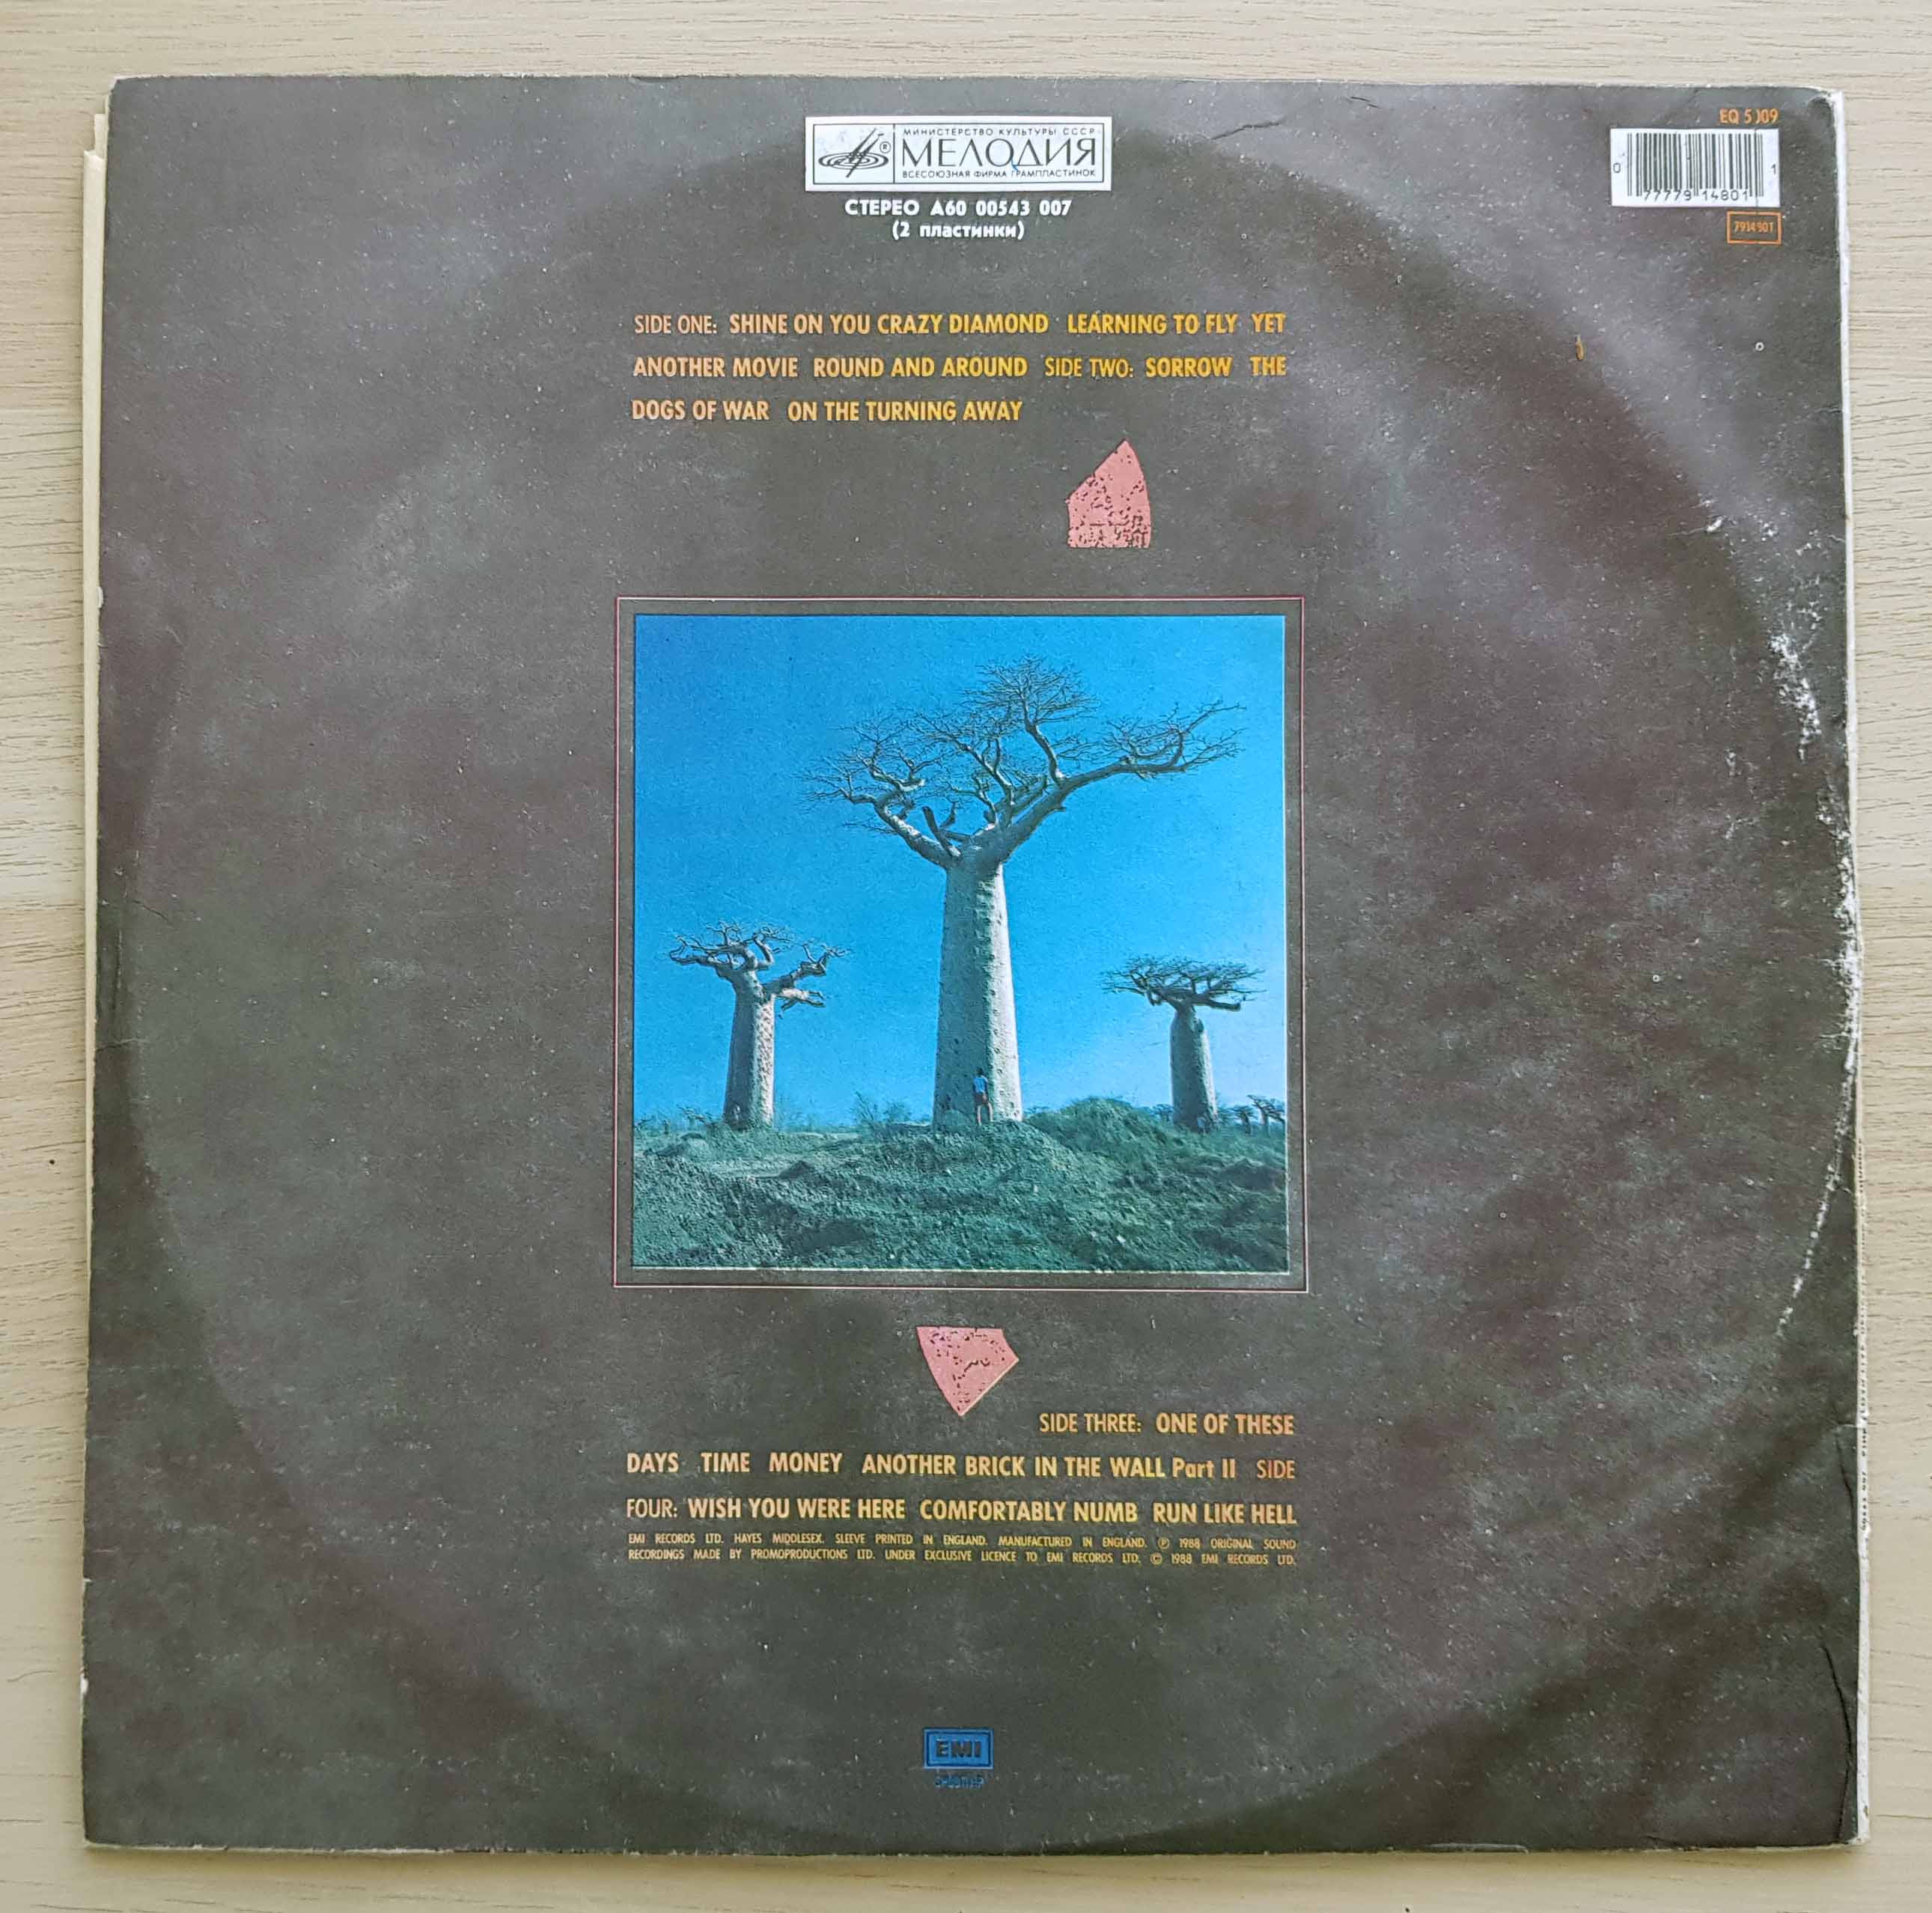 МИНИСТЕРСТВО КУЛЬТУРЫ СССР
® МЕЛОДИЯ
ВСЕСОЮЗНАЯ ФИРМА ГРАМПЛАСТИНОК
СТЕРЕО А60 00543 007
(2 пластинки)
EQ 5009
0 77779 14801 1
7914801
SIDE ONE: SHINE ON YOU CRAZY DIAMOND LEARNING TO FLY YET
ANOTHER MOVIE ROUND AND AROUND SIDE TWO: SORROW THE
DOGS OF WAR ON THE TURNING AWAY
SIDE THREE: ONE OF THESE
DAYS TIME MONEY ANOTHER BRICK IN THE WALL Part II SIDE
FOUR: WISH YOU WERE HERE COMFORTABLY NUMB RUN LIKE HELL
EMI RECORDS LTD. HAYES MIDDLESEX. SLEEVE PRINTED IN ENGLAND. MANUFACTURED IN ENGLAND. ℗ 1988 ORIGINAL SOUND
RECORDINGS MADE BY PROMOPRODUCTIONS LTD. UNDER EXCLUSIVE LICENCE TO EMI RECORDS LTD. © 1988 EMI RECORDS LTD.
EMI